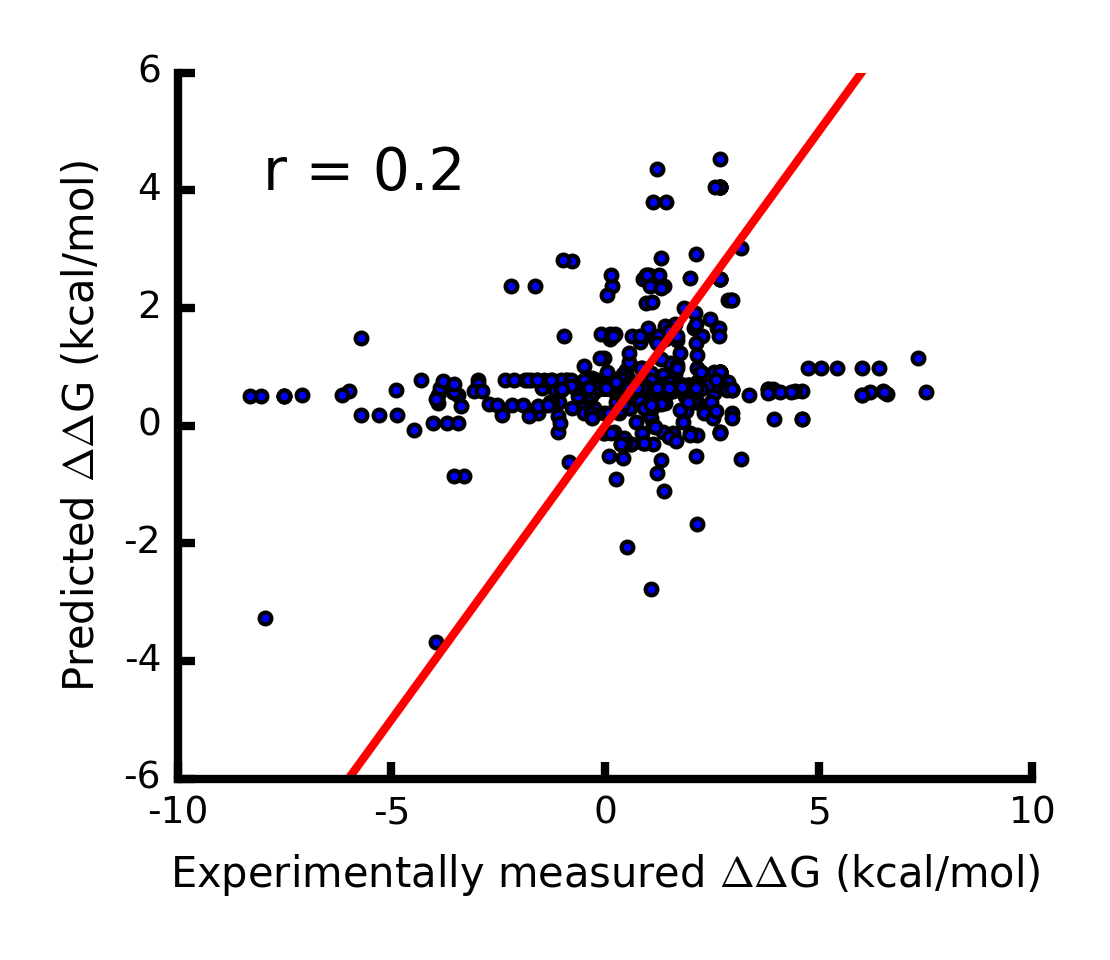 r = 0.2
Predicted ΔΔG (kcal/mol)
6
4
2
0
-2
-4
-6
-10 -5 0 5 10
Experimentally measured ΔΔG (kcal/mol)